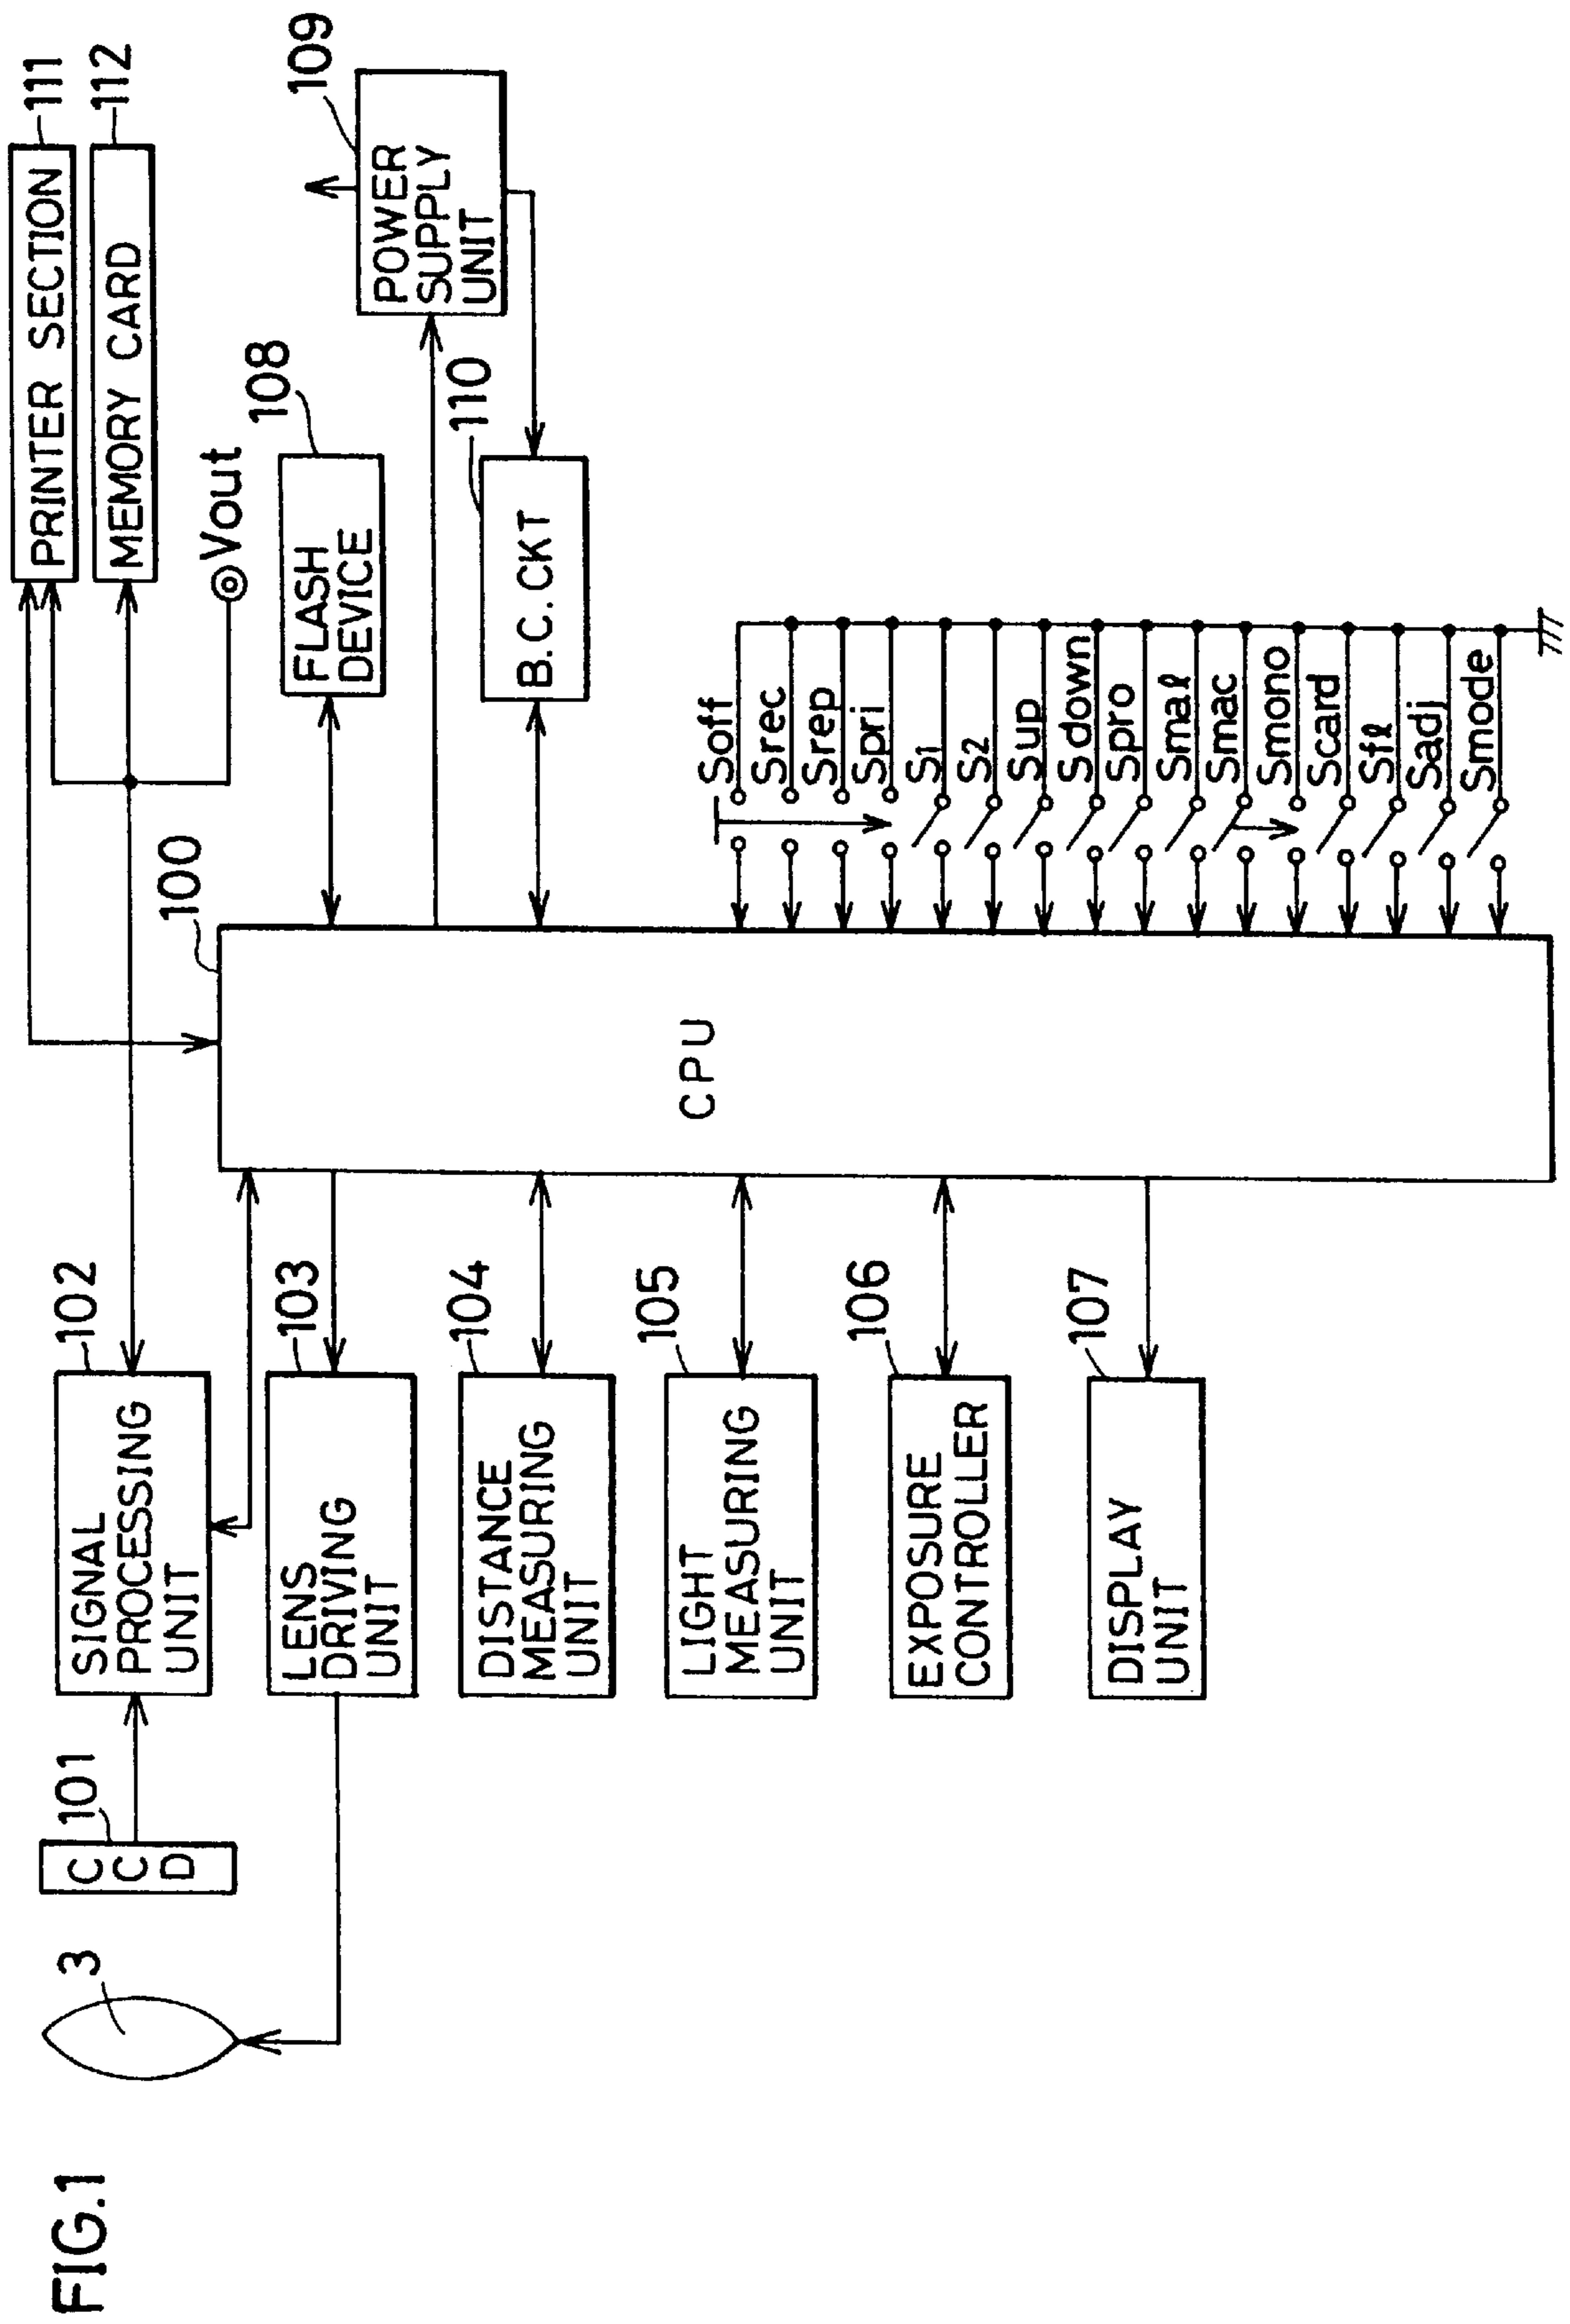 FIG.1
3
101
C
C
D
102
SIGNAL
PROCESSING
UNIT
103
LENS
DRIVING
UNIT
104
DISTANCE
MEASURING
UNIT
105
LIGHT
MEASURING
UNIT
106
EXPOSURE
CONTROLLER
107
DISPLAY
UNIT
100
CPU
111
PRINTER SECTION
112
MEMORY CARD
Vout
108
FLASH
DEVICE
109
POWER
SUPPLY
UNIT
110
B.C.CKT
Soff
Srec
Srep
Spri
S1
S2
Sup
Sdown
Spro
Smaℓ
Smac
Smono
Scard
Sfℓ
Sadj
Smode